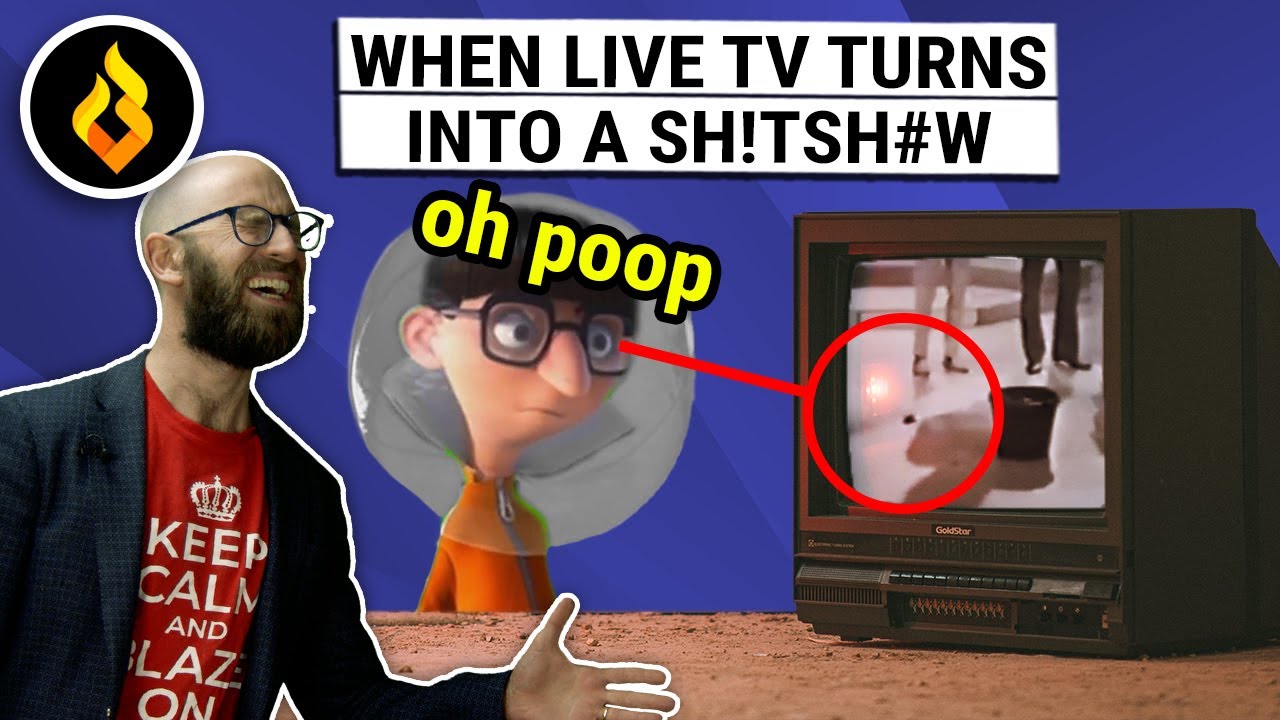 WHEN LIVE TV TURNS
INTO A SH!TSH#W
oh poop
GoldStar
KEEP
CALM
AND
BLAZE
ON